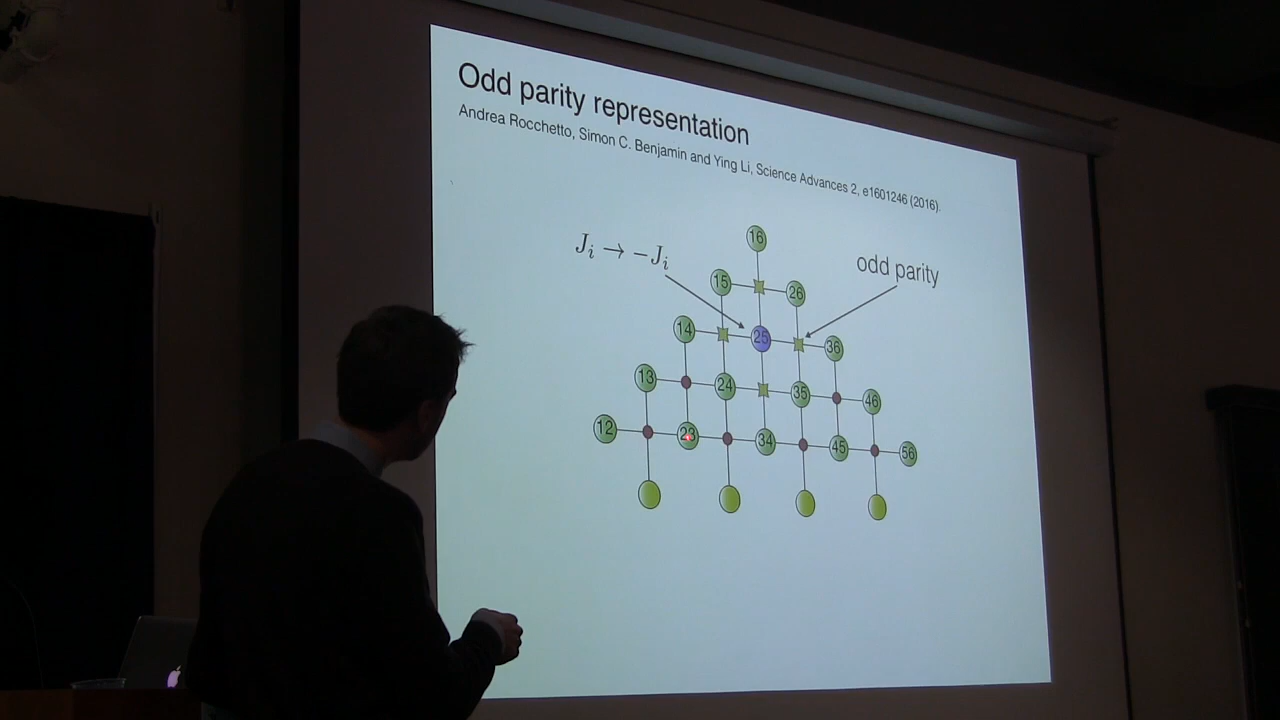 Odd parity representation
Andrea Rocchetto, Simon C. Benjamin and Ying Li, Science Advances 2, e1601246 (2016).
J_i → −J_i
odd parity
16
15 26
14 25 36
13 24 35 46
12 23 34 45 56